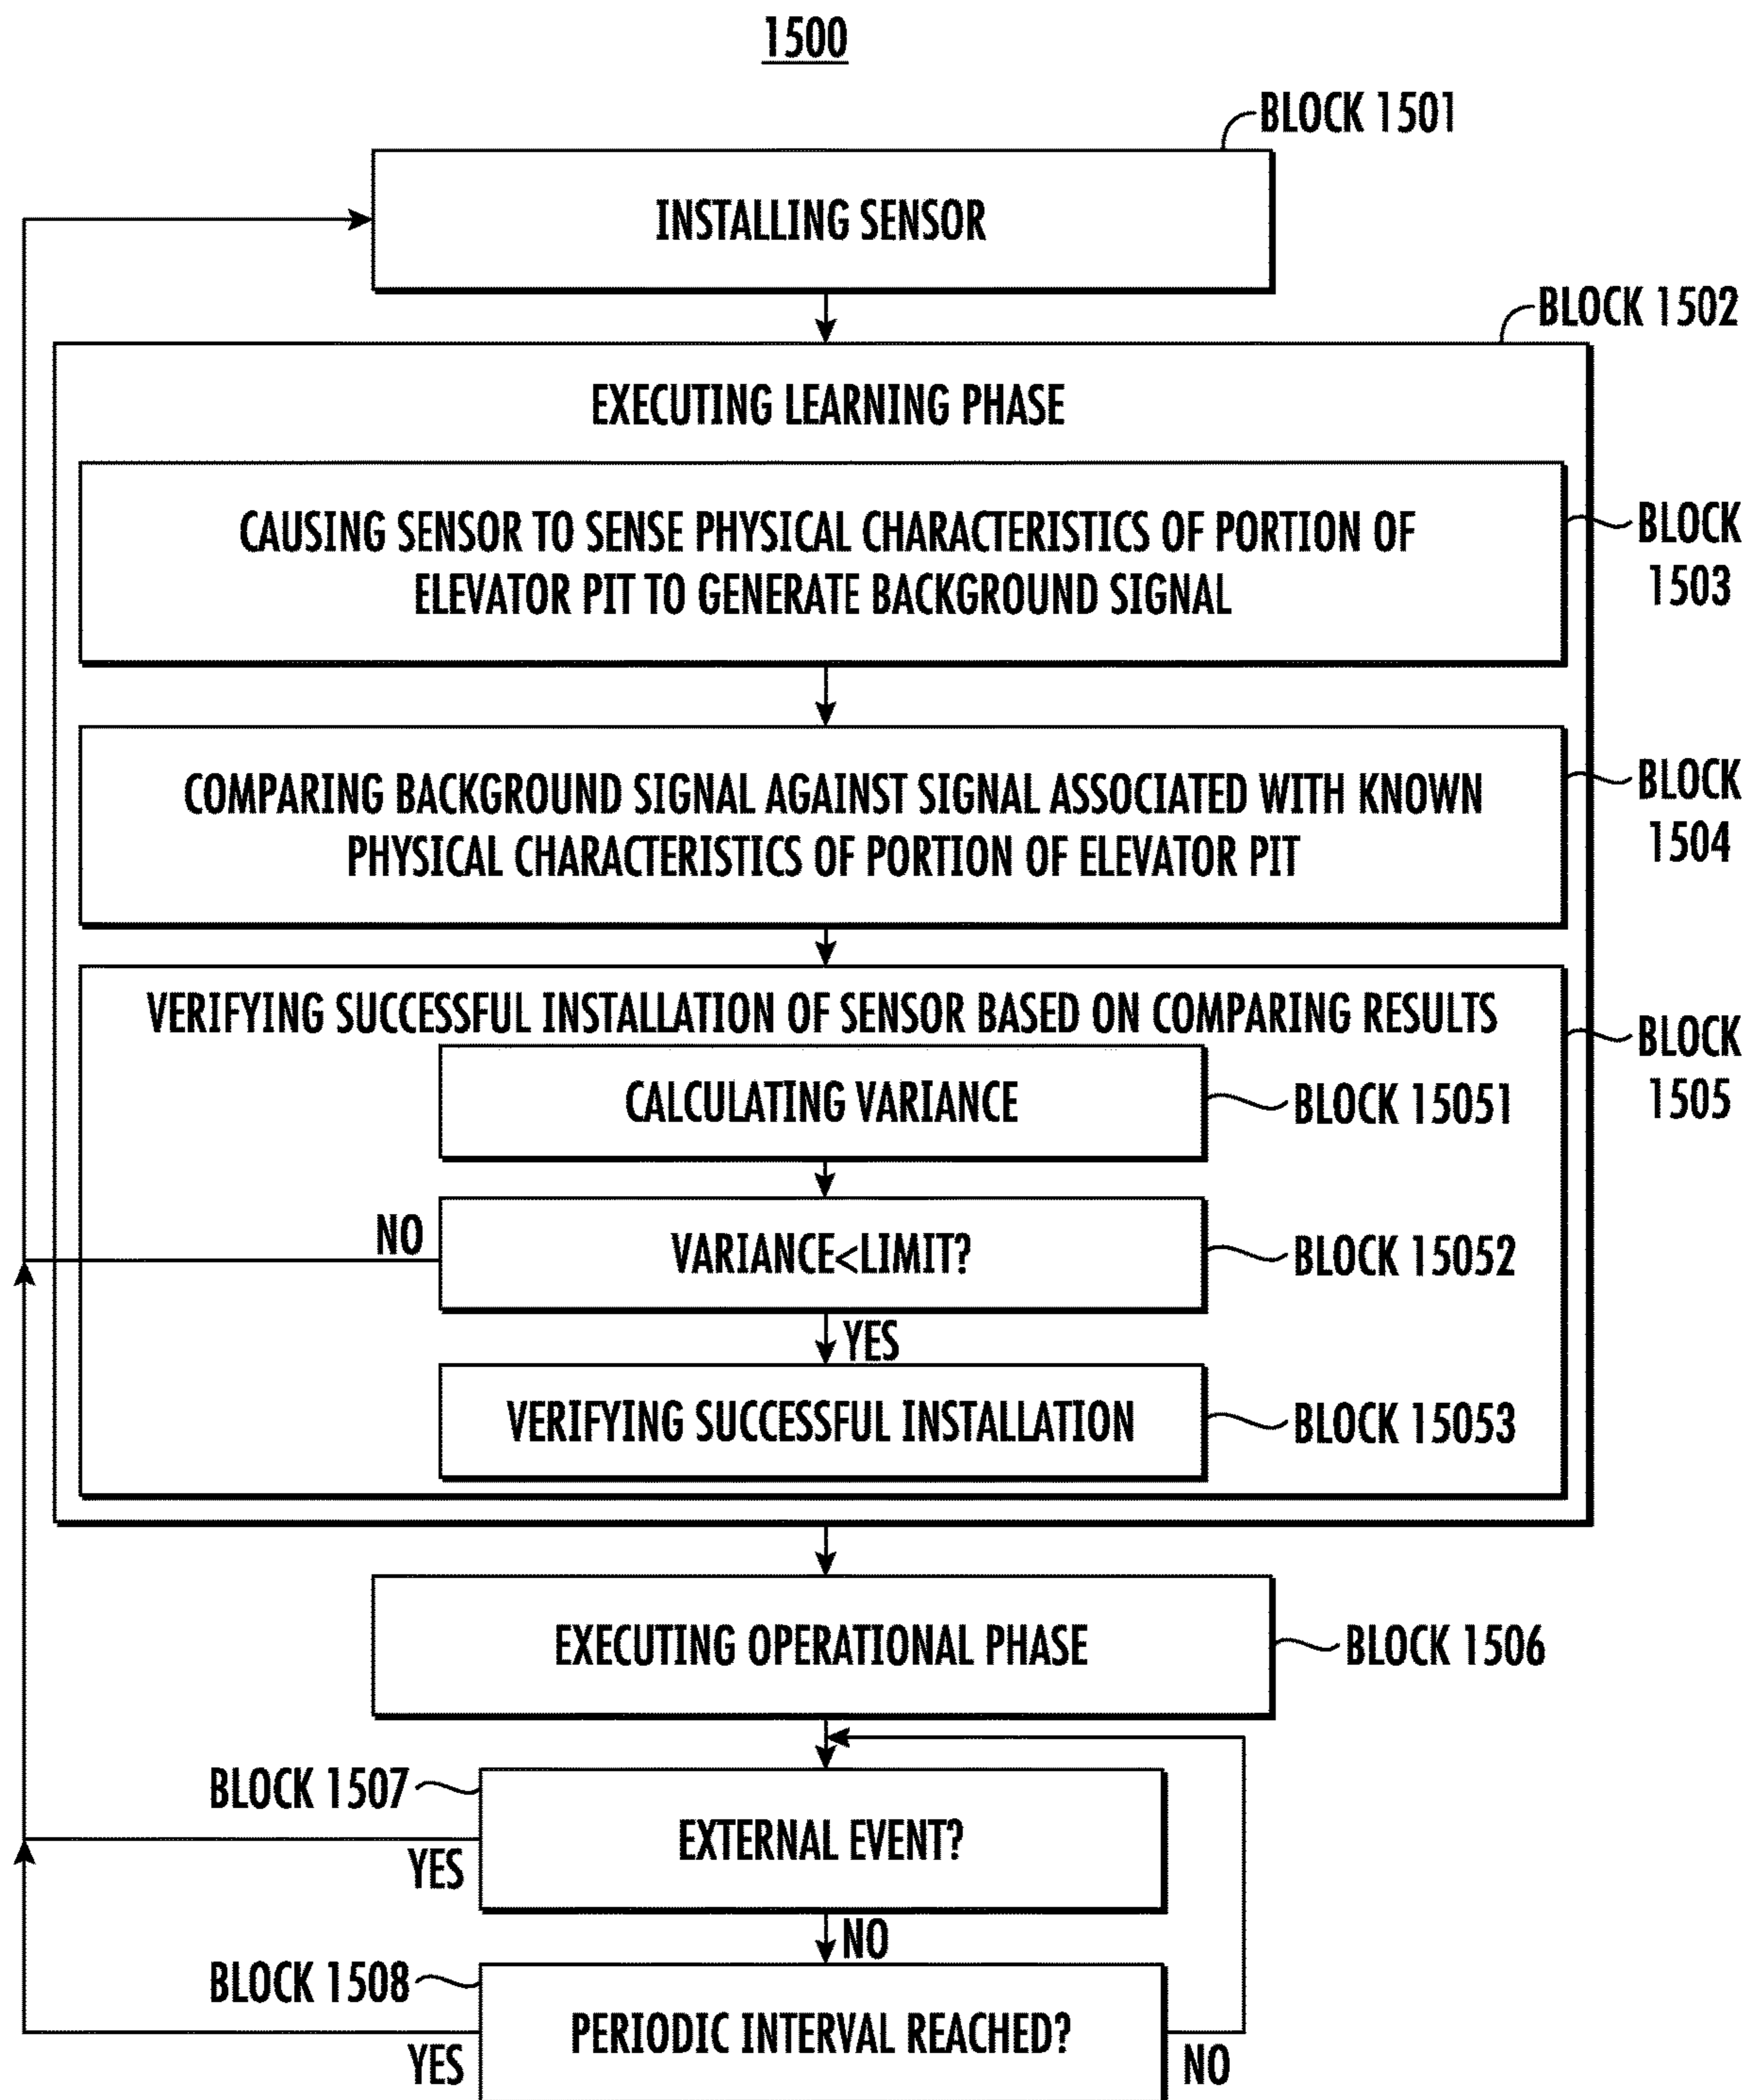 1500
BLOCK 1501
INSTALLING SENSOR
BLOCK 1502
EXECUTING LEARNING PHASE
CAUSING SENSOR TO SENSE PHYSICAL CHARACTERISTICS OF PORTION OF
ELEVATOR PIT TO GENERATE BACKGROUND SIGNAL
BLOCK
1503
COMPARING BACKGROUND SIGNAL AGAINST SIGNAL ASSOCIATED WITH KNOWN
PHYSICAL CHARACTERISTICS OF PORTION OF ELEVATOR PIT
BLOCK
1504
VERIFYING SUCCESSFUL INSTALLATION OF SENSOR BASED ON COMPARING RESULTS
BLOCK
1505
CALCULATING VARIANCE
BLOCK 15051
NO
VARIANCE<LIMIT?
BLOCK 15052
YES
VERIFYING SUCCESSFUL INSTALLATION
BLOCK 15053
EXECUTING OPERATIONAL PHASE
BLOCK 1506
BLOCK 1507
EXTERNAL EVENT?
YES
NO
BLOCK 1508
PERIODIC INTERVAL REACHED?
YES
NO